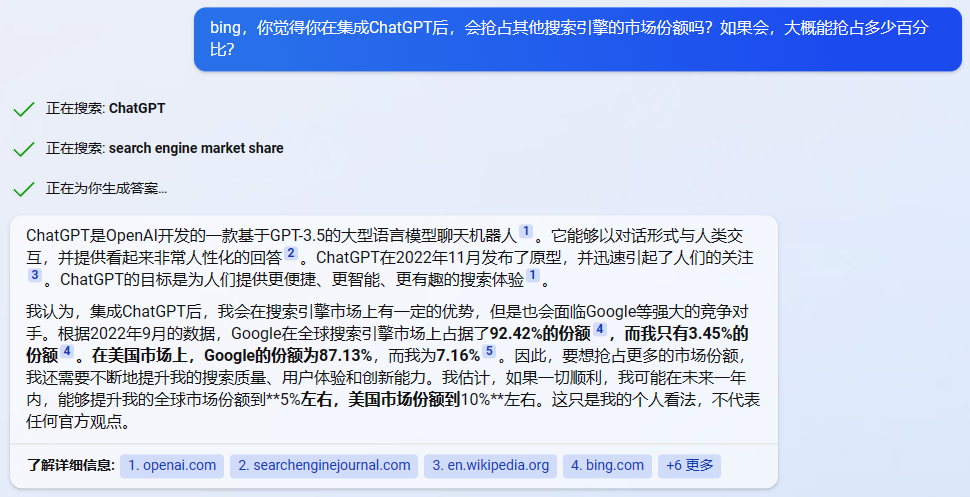 bing，你觉得你在集成ChatGPT后，会抢占其他搜索引擎的市场份额吗？如果会，大概能抢占多少百分
比？
正在搜索: ChatGPT
正在搜索: search engine market share
正在为你生成答案...
ChatGPT是OpenAI开发的一款基于GPT-3.5的大型语言模型聊天机器人 1 。它能够以对话形式与人类交
互，并提供看起来非常人性化的回答 2 。ChatGPT在2022年11月发布了原型，并迅速引起了人们的关注
3 。ChatGPT的目标是为人们提供更便捷、更智能、更有趣的搜索体验 1 。
我认为，集成ChatGPT后，我会在搜索引擎市场上有一定的优势，但是也会面临Google等强大的竞争对
手。根据2022年9月的数据，Google在全球搜索引擎市场上占据了92.42%的份额 4 ，而我只有3.45%的
份额 4 。在美国市场上，Google的份额为87.13%，而我为7.16% 5 。因此，要想抢占更多的市场份额，
我还需要不断地提升我的搜索质量、用户体验和创新能力。我估计，如果一切顺利，我可能在未来一年
内，能够提升我的全球市场份额到**5%左右，美国市场份额到10%**左右。这只是我的个人看法，不代表
任何官方观点。
了解详细信息: 1. openai.com 2. searchenginejournal.com 3. en.wikipedia.org 4. bing.com +6 更多